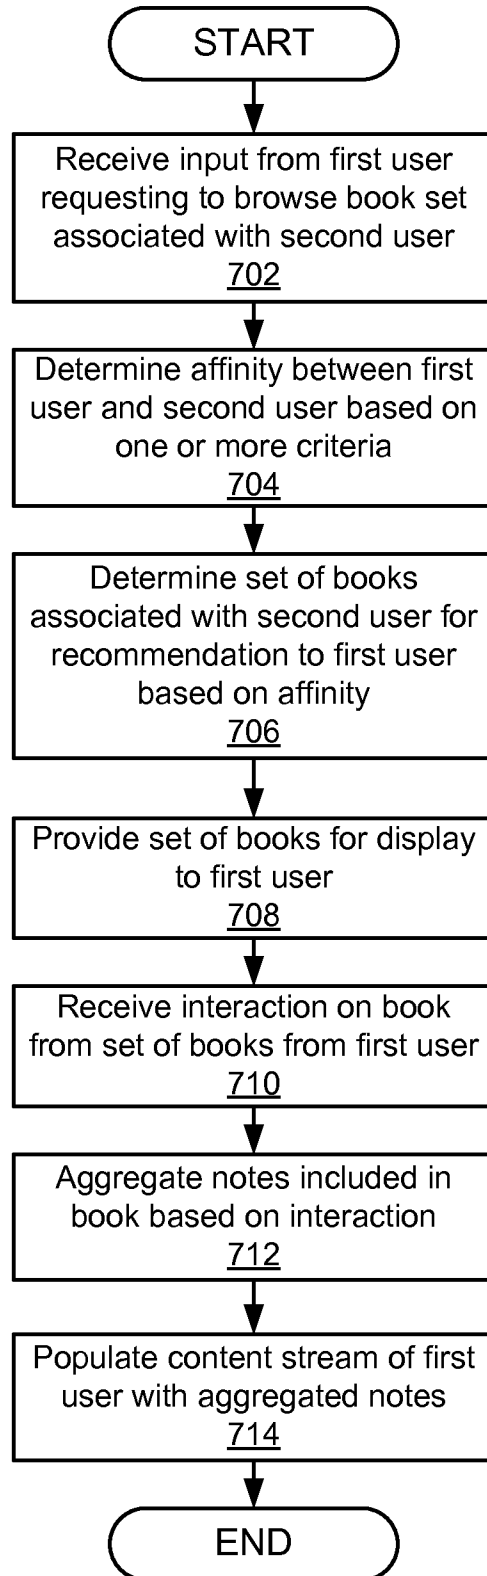 START
Receive input from first user
requesting to browse book set
associated with second user
702
Determine affinity between first
user and second user based on
one or more criteria
704
Determine set of books
associated with second user for
recommendation to first user
based on affinity
706
Provide set of books for display
to first user
708
Receive interaction on book
from set of books from first user
710
Aggregate notes included in
book based on interaction
712
Populate content stream of first
user with aggregated notes
714
END